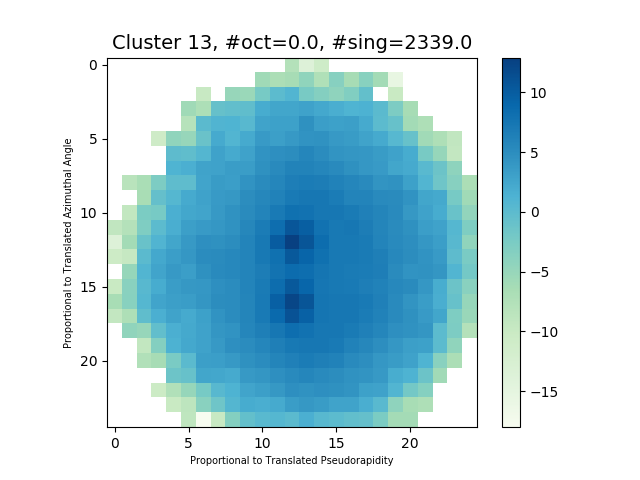 Cluster 13, #oct=0.0, #sing=2339.0
Proportional to Translated Azimuthal Angle
0
5
10
15
20
0 5 10 15 20
Proportional to Translated Pseudorapidity
10
5
0
−5
−10
−15